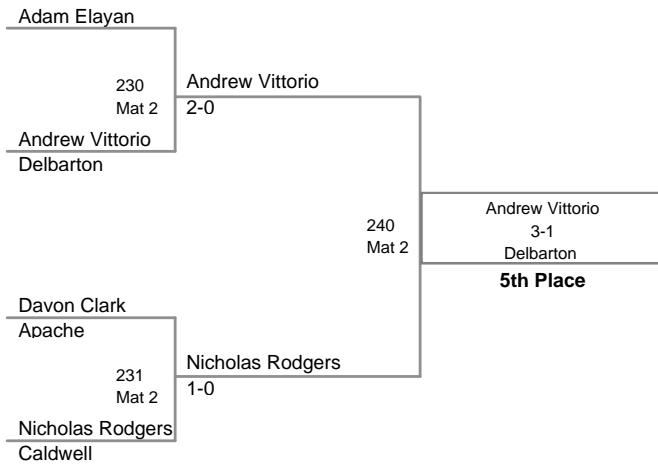 Adam Elayan
230
Mat 2
Andrew Vittorio
2-0
Andrew Vittorio
Delbarton
240
Mat 2
Andrew Vittorio
3-1
Delbarton
5th Place
Davon Clark
Apache
231
Mat 2
Nicholas Rodgers
1-0
Nicholas Rodgers
Caldwell